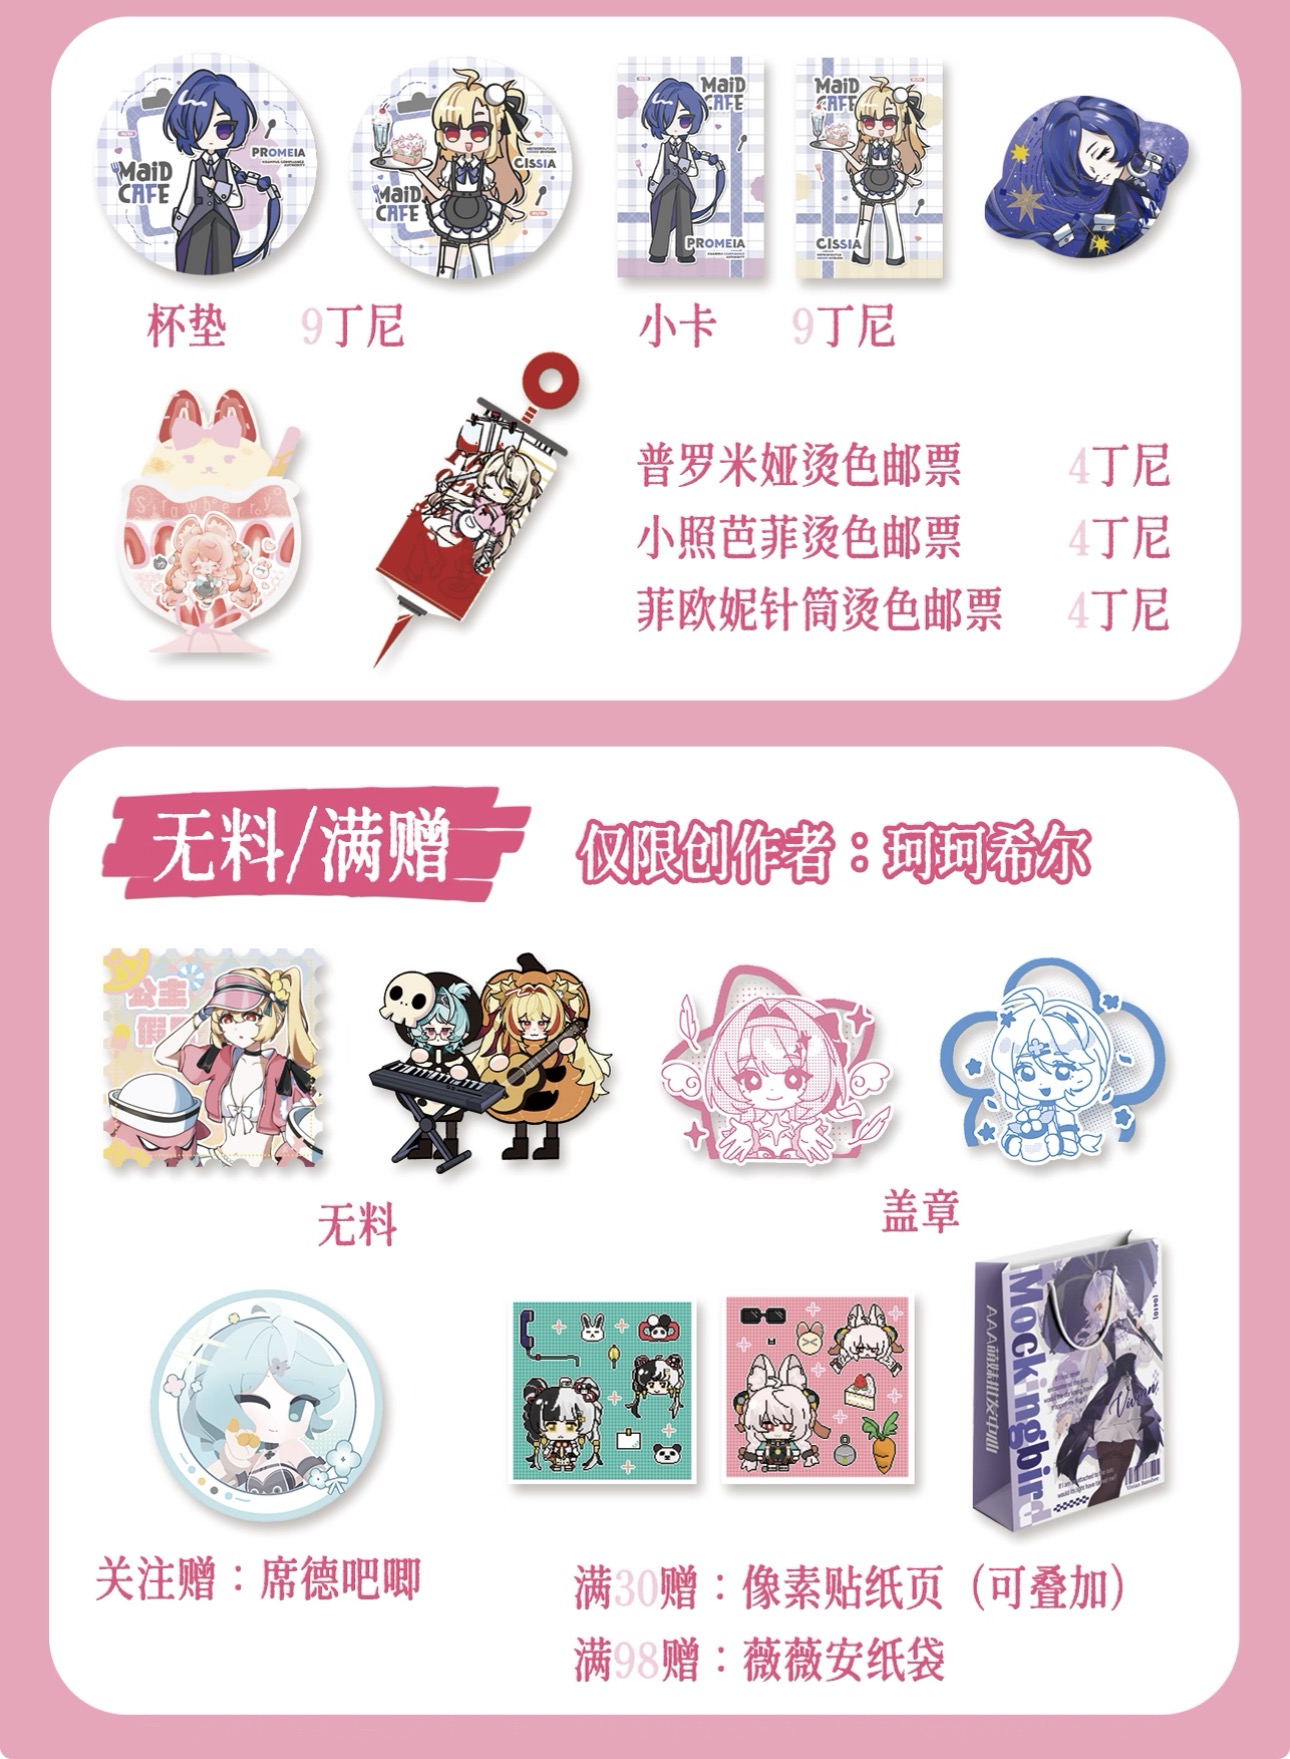 MAID CAFE
PROMEIA
MAID CAFE
CISSIA
MAID CAFE
PROMEIA
MAID CAFE
CISSIA
杯垫 9丁尼
小卡 9丁尼
Strawberry
普罗米娅烫色邮票 4丁尼
小照芭菲烫色邮票 4丁尼
菲欧妮针筒烫色邮票 4丁尼
无料/满赠
仅限创作者：珂珂希尔
公主
无料
盖章
Mockingbird
Vivian
关注赠：席德吧唧
满30赠：像素贴纸页（可叠加）
满98赠：薇薇安纸袋